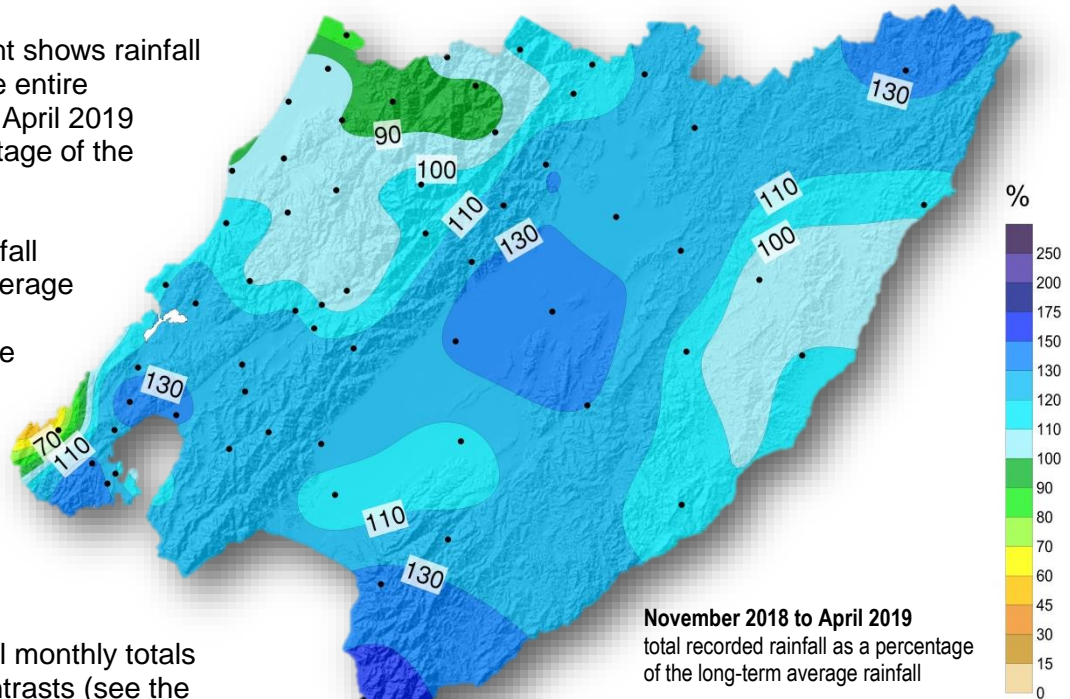 nt shows rainfall
e entire
April 2019
tage of the
fall
verage
e
l monthly totals
ntrasts (see the
90
100
110
130
130
110
100
130
70
110
110
130
%
250
200
175
150
130
120
110
100
90
80
70
60
45
30
15
0
November 2018 to April 2019
total recorded rainfall as a percentage
of the long-term average rainfall